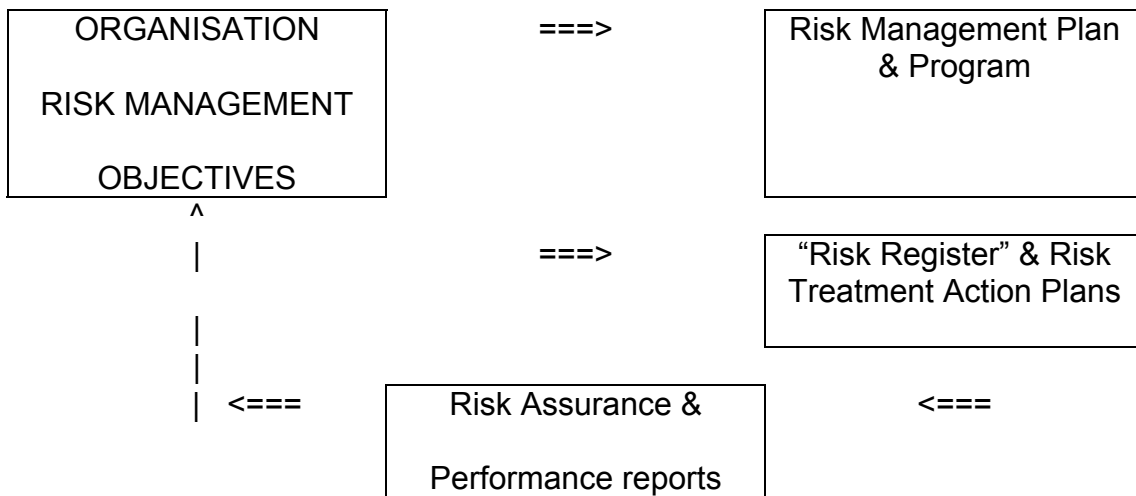 ORGANISATION ===> Risk Management Plan
& Program
RISK MANAGEMENT
OBJECTIVES
^
| ===> “Risk Register” & Risk
Treatment Action Plans
|
|
| <=== Risk Assurance & <===
Performance reports